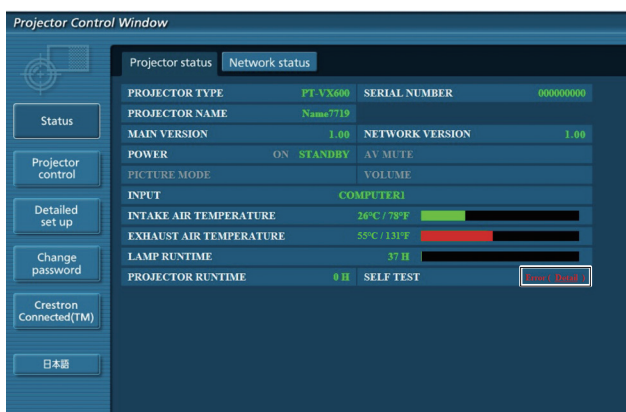 Projector Control Window
Projector status Network status
PROJECTOR TYPE PT-VX600 SERIAL NUMBER 000000000
Status
PROJECTOR NAME Name7719
MAIN VERSION 1.00 NETWORK VERSION 1.00
POWER ON STANDBY AV MUTE
Projector
control
PICTURE MODE VOLUME
INPUT COMPUTER1
Detailed
set up
INTAKE AIR TEMPERATURE 26°C / 78°F
EXHAUST AIR TEMPERATURE 55°C / 131°F
Change
password
LAMP RUNTIME 37 H
PROJECTOR RUNTIME 0 H SELF TEST Error ( Detail )
Crestron
Connected(TM)
日本語